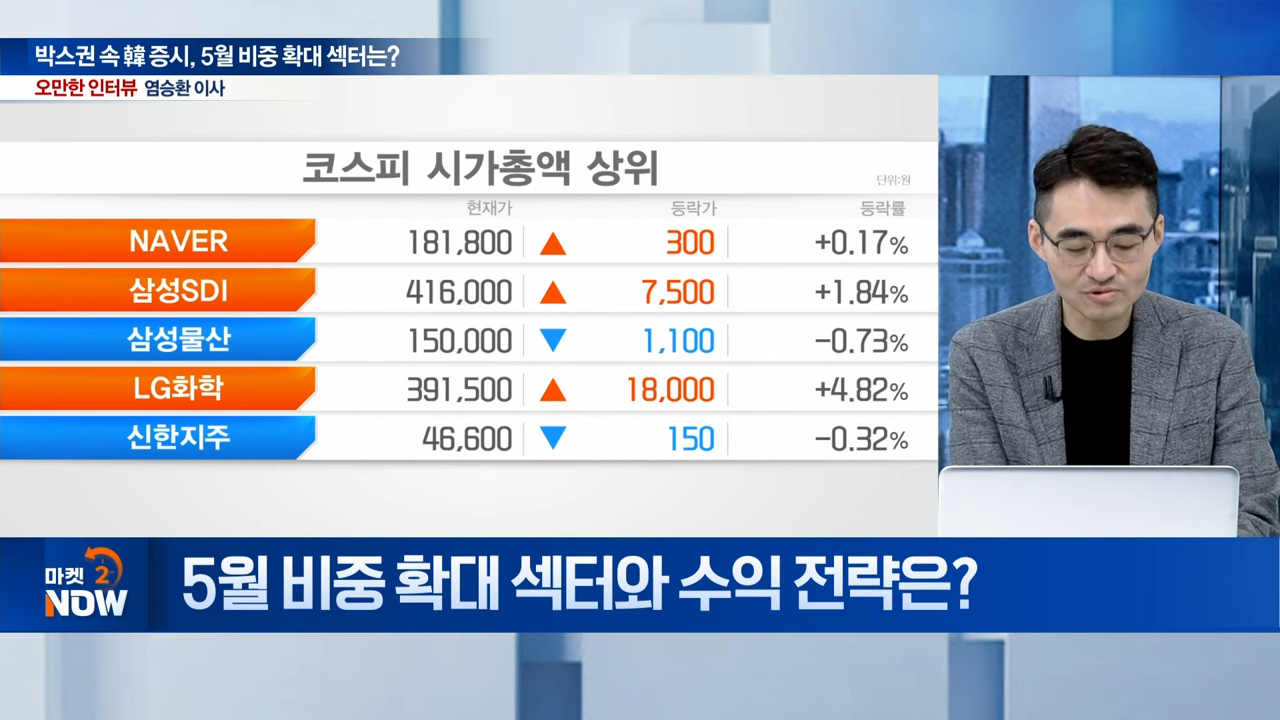 박스권 속 韓 증시, 5월 비중 확대 섹터는?
오만한 인터뷰 염승환 이사
코스피 시가총액 상위
단위:원
현재가 등락가 등락률
NAVER 181,800 ▲ 300 +0.17%
삼성SDI 416,000 ▲ 7,500 +1.84%
삼성물산 150,000 ▼ 1,100 -0.73%
LG화학 391,500 ▲ 18,000 +4.82%
신한지주 46,600 ▼ 150 -0.32%
마켓 2
NOW
5월 비중 확대 섹터와 수익 전략은?